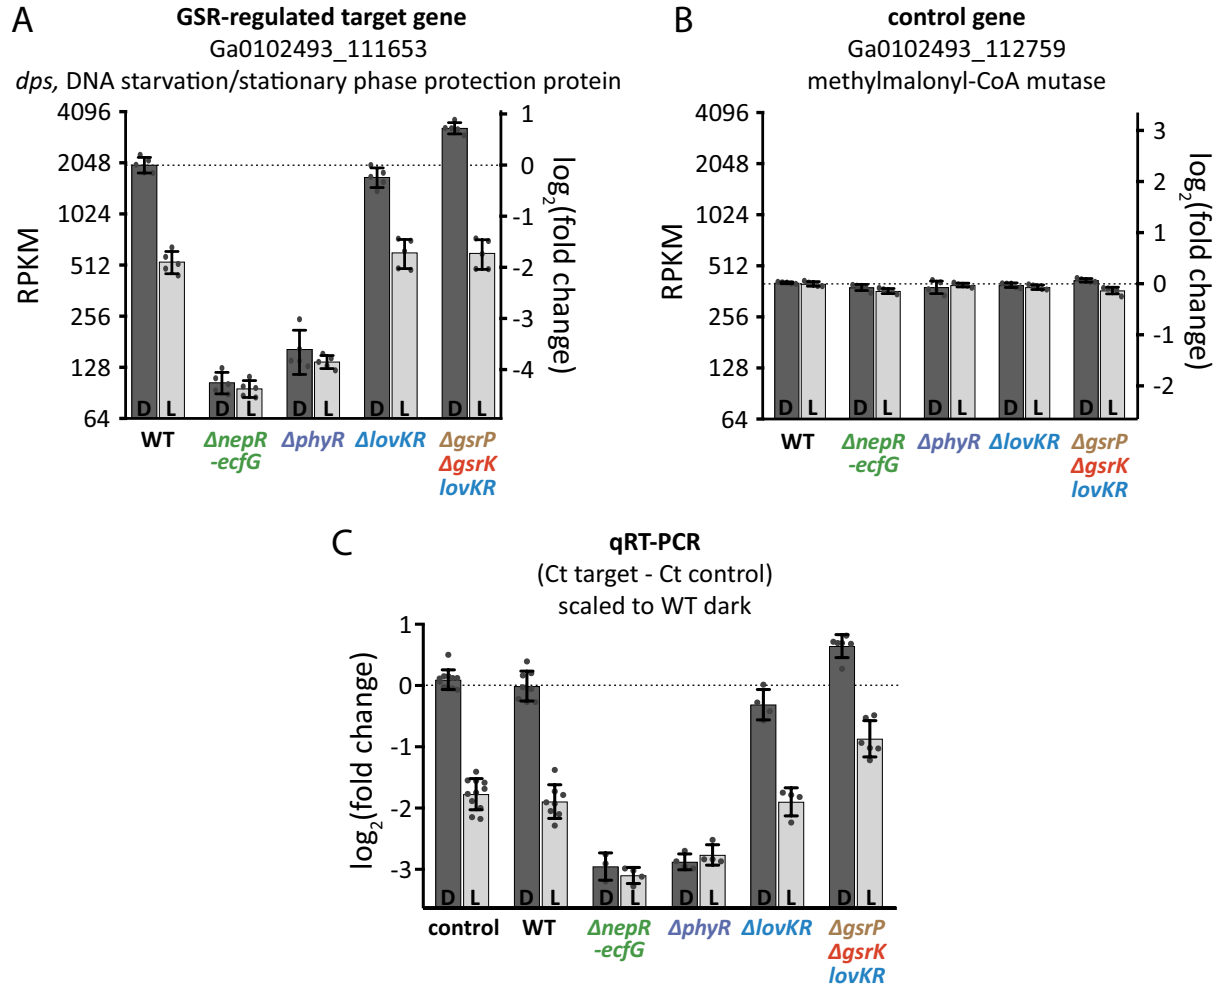 A
GSR-regulated target gene
Ga0102493_111653
dps, DNA starvation/stationary phase protection protein
RPKM
4096
2048
1024
512
256
128
64
1
0
-1
-2
-3
-4
log2(fold change)
D L D L D L D L D L
WT
ΔnepR
-ecfG
ΔphyR
ΔlovKR
ΔgsrP
ΔgsrK
lovKR
B
control gene
Ga0102493_112759
methylmalonyl-CoA mutase
RPKM
4096
2048
1024
512
256
128
64
3
2
1
0
-1
-2
log2(fold change)
D L D L D L D L D L
WT
ΔnepR
-ecfG
ΔphyR
ΔlovKR
ΔgsrP
ΔgsrK
lovKR
C
qRT-PCR
(Ct target - Ct control)
scaled to WT dark
log2(fold change)
1
0
-1
-2
-3
D L D L D L D L D L D L
control
WT
ΔnepR
-ecfG
ΔphyR
ΔlovKR
ΔgsrP
ΔgsrK
lovKR